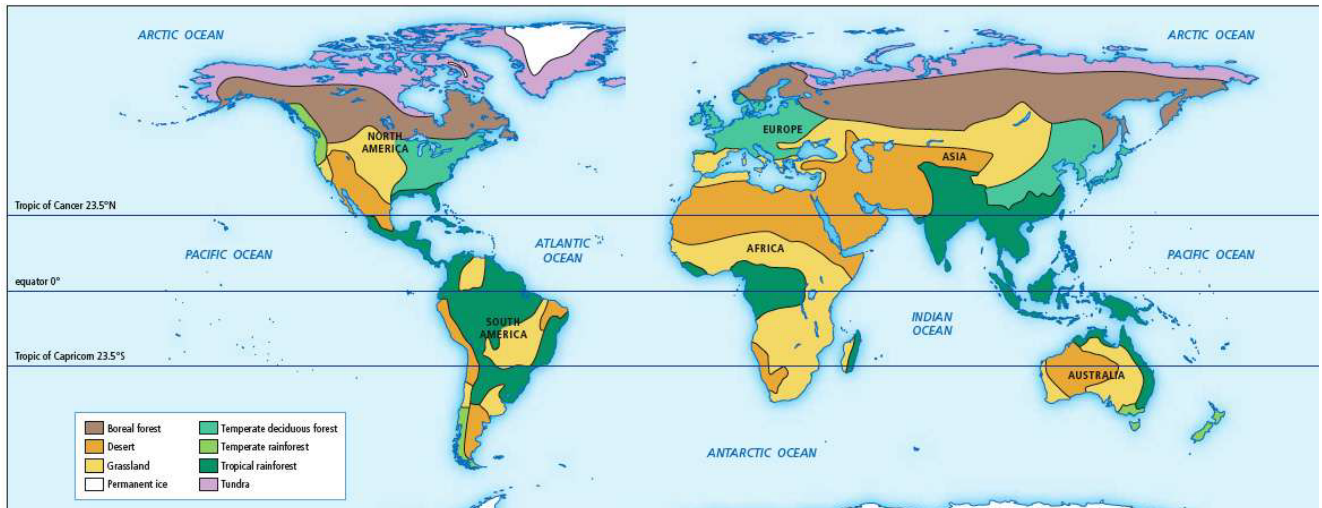 ARCTIC OCEAN
ARCTIC OCEAN
NORTH
AMERICA
EUROPE
ASIA
Tropic of Cancer 23.5°N
PACIFIC OCEAN
ATLANTIC
OCEAN
AFRICA
PACIFIC OCEAN
equator 0°
SOUTH
AMERICA
INDIAN
OCEAN
Tropic of Capricorn 23.5°S
AUSTRALIA
ANTARCTIC OCEAN
Boreal forest
Desert
Grassland
Permanent ice
Temperate deciduous forest
Temperate rainforest
Tropical rainforest
Tundra